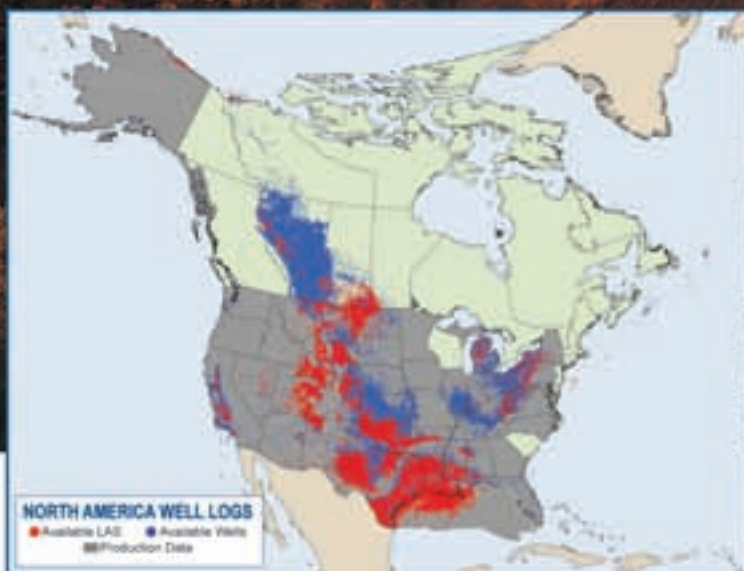 NORTH AMERICA WELL LOGS
Available LAS Available Wells
Production Data